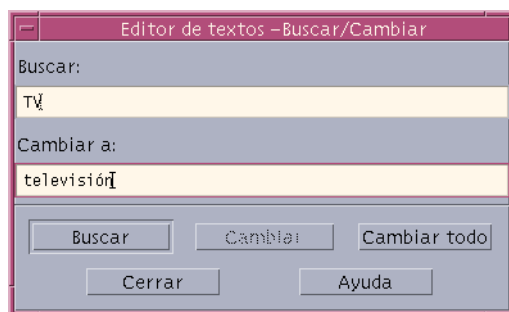 Editor de textos –Buscar/Cambiar
Buscar:
TV
Cambiar a:
televisión
Buscar Cambiar Cambiar todo
Cerrar Ayuda